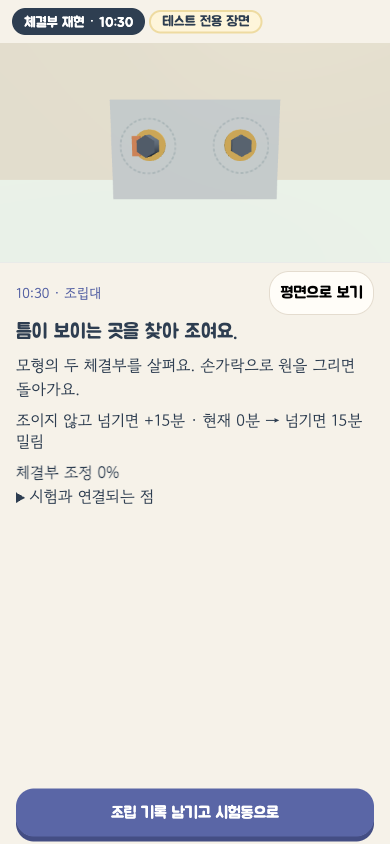 체결부 재현 · 10:30
테스트 전용 장면
10:30 · 조립대
평면으로 보기
틈이 보이는 곳을 찾아 조여요.
모형의 두 체결부를 살펴요. 손가락으로 원을 그리면
돌아가요.
조이지 않고 넘기면 +15분 · 현재 0분 → 넘기면 15분
밀림
체결부 조정 0%
▶ 시험과 연결되는 점
조립 기록 남기고 시험동으로